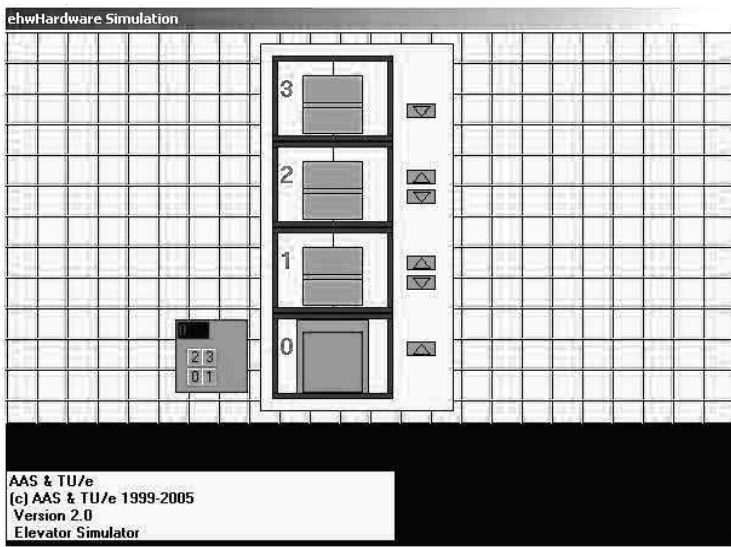 ehwHardware Simulation
3
2
1
0
0
2 3
0 1
AAS & TU/e
(c) AAS & TU/e 1999-2005
Version 2.0
Elevator Simulator